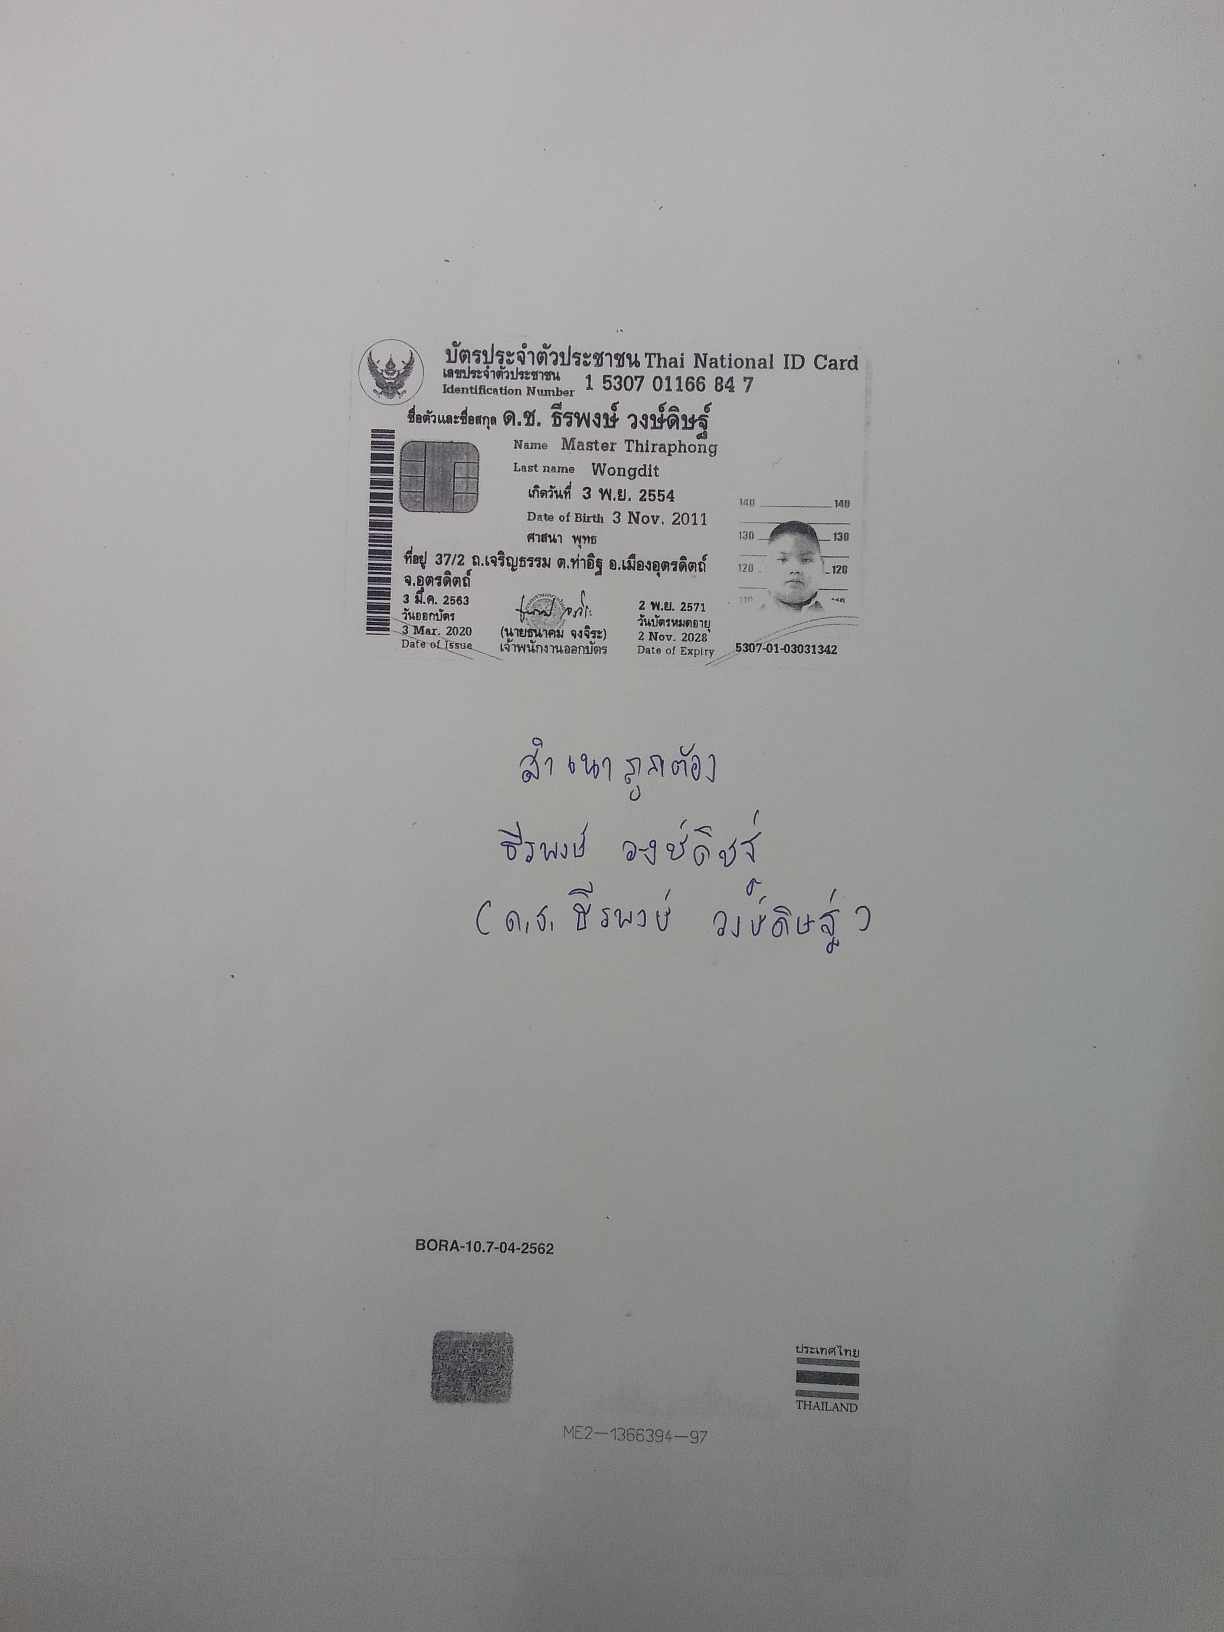 บัตรประจำตัวประชาชน Thai National ID Card
เลขประจำตัวประชาชน
Identification Number 1 5307 01166 84 7
ชื่อตัวและชื่อสกุล ด.ช. ธีรพงษ์ วงษ์ดิษฐ์
Name Master Thiraphong
Last name Wongdit
เกิดวันที่ 3 พ.ย. 2554
Date of Birth 3 Nov. 2011
ศาสนา พุทธ
ที่อยู่ 37/2 ถ.เจริญธรรม ต.ท่าอิฐ อ.เมืองอุตรดิตถ์
จ.อุตรดิตถ์
3 มี.ค. 2563
วันออกบัตร
3 Mar. 2020
Date of Issue
(นายธนาคม จงจิระ)
เจ้าพนักงานออกบัตร
2 พ.ย. 2571
วันบัตรหมดอายุ
2 Nov. 2028
Date of Expiry
140 140
130 130
120 120
5307-01-03031342
สำเนาถูกต้อง
ธีรพงษ์ วงษ์ดิษฐ์
(ด.ช. ธีรพงษ์ วงษ์ดิษฐ์)
BORA-10.7-04-2562
ประเทศไทย
THAILAND
ME2-1366394-97